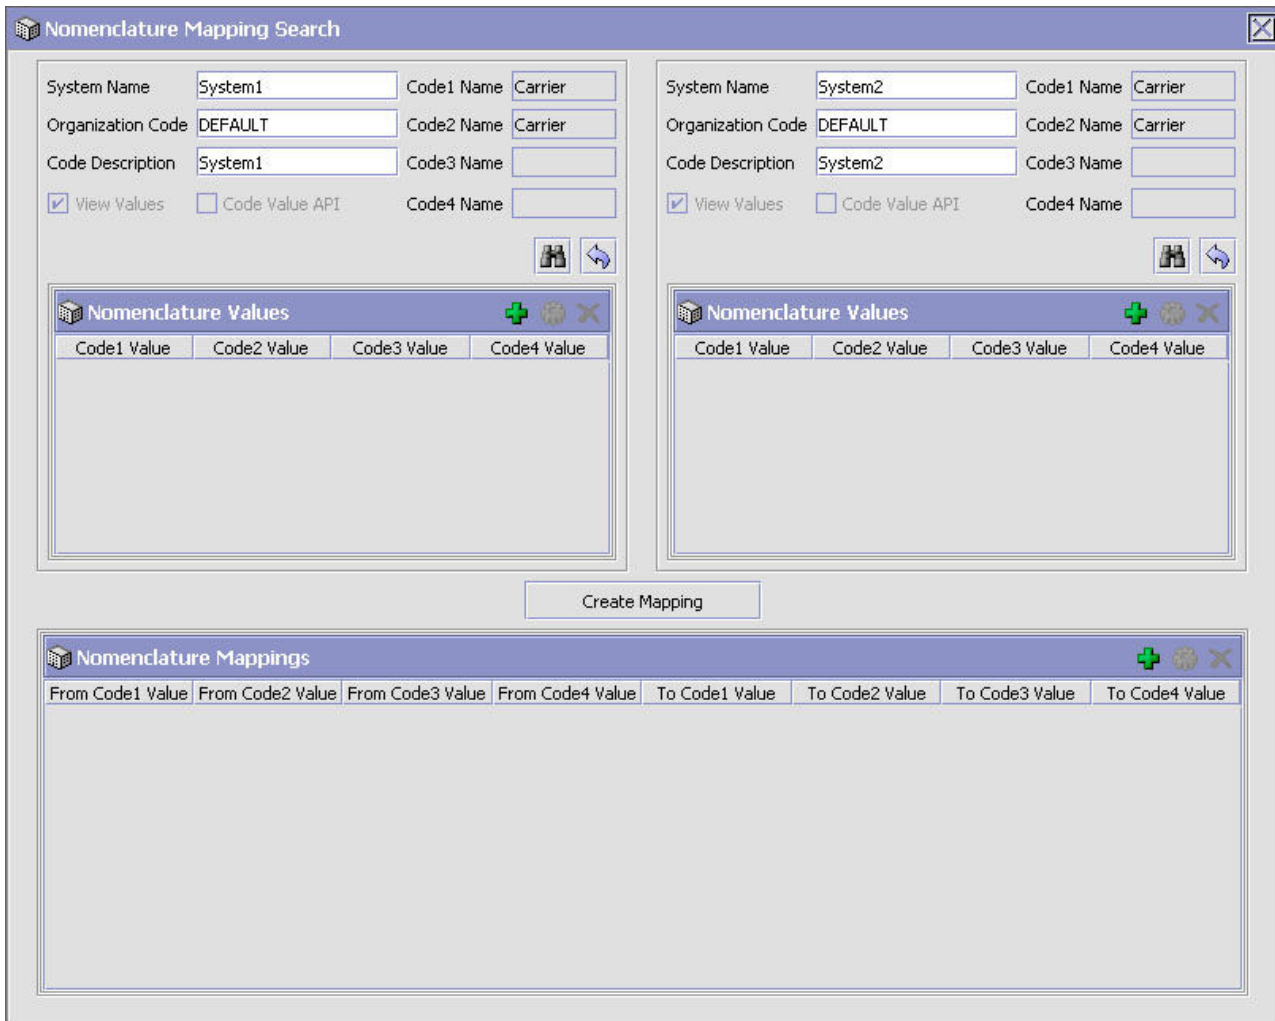 Nomenclature Mapping Search
System Name System1 Code1 Name Carrier
Organization Code DEFAULT Code2 Name Carrier
Code Description System1 Code3 Name
View Values Code Value API Code4 Name
Nomenclature Values
Code1 Value Code2 Value Code3 Value Code4 Value
System Name System2 Code1 Name Carrier
Organization Code DEFAULT Code2 Name Carrier
Code Description System2 Code3 Name
View Values Code Value API Code4 Name
Nomenclature Values
Code1 Value Code2 Value Code3 Value Code4 Value
Create Mapping
Nomenclature Mappings
From Code1 Value From Code2 Value From Code3 Value From Code4 Value To Code1 Value To Code2 Value To Code3 Value To Code4 Value